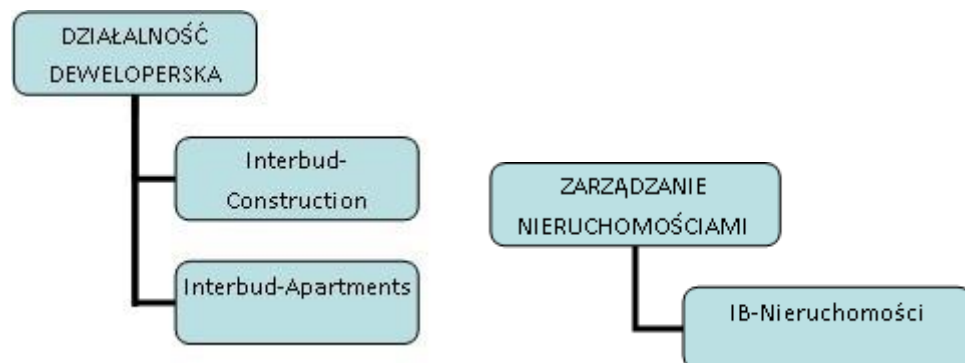 DZIAŁALNOŚĆ
DEWELOPERSKA
Interbud-
Construction
Interbud-Apartments
ZARZĄDZANIE
NIERUCHOMOŚCIAMI
IB-Nieruchomości